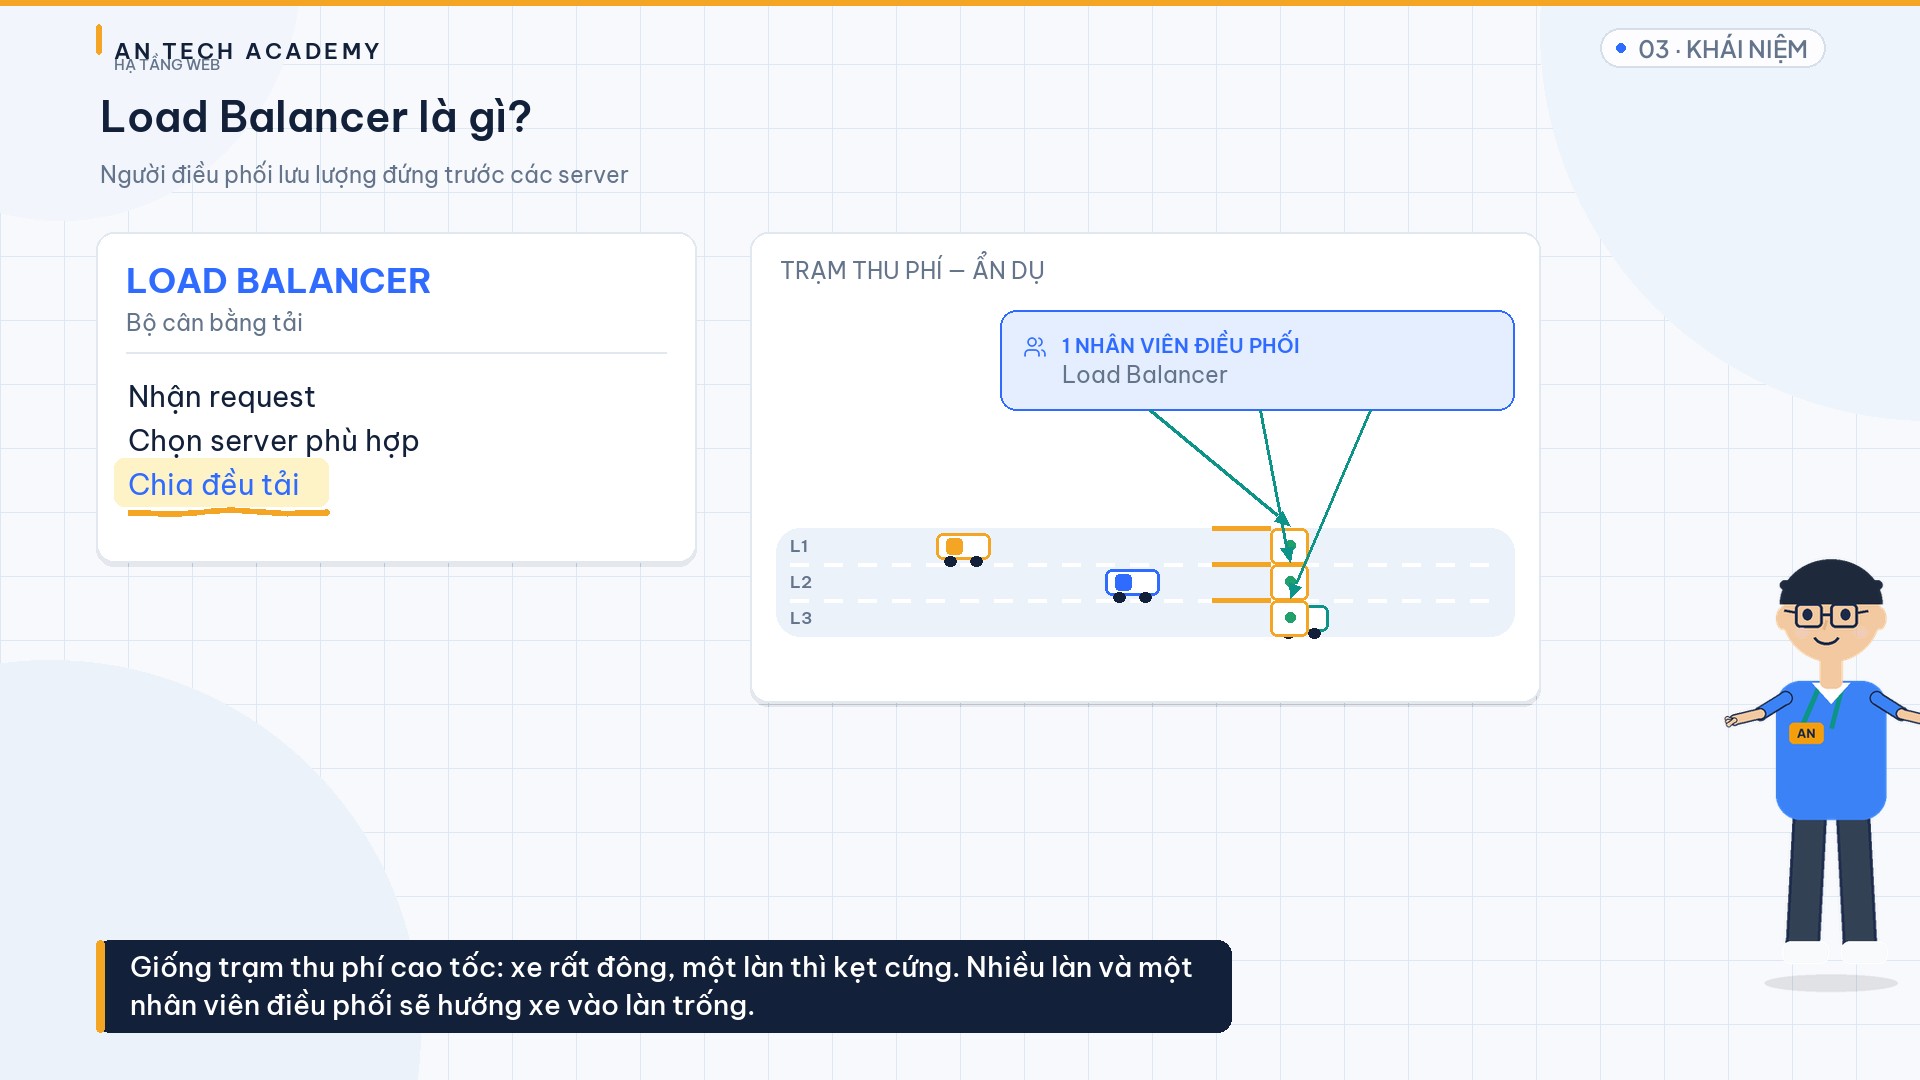 AN TECH ACADEMY
HẠ TẦNG WEB
03 · KHÁI NIỆM
Load Balancer là gì?
Người điều phối lưu lượng đứng trước các server
LOAD BALANCER
Bộ cân bằng tải
Nhận request
Chọn server phù hợp
Chia đều tải
TRẠM THU PHÍ — ẨN DỤ
1 NHÂN VIÊN ĐIỀU PHỐI
Load Balancer
L1
L2
L3
AN
Giống trạm thu phí cao tốc: xe rất đông, một làn thì kẹt cứng. Nhiều làn và một
nhân viên điều phối sẽ hướng xe vào làn trống.